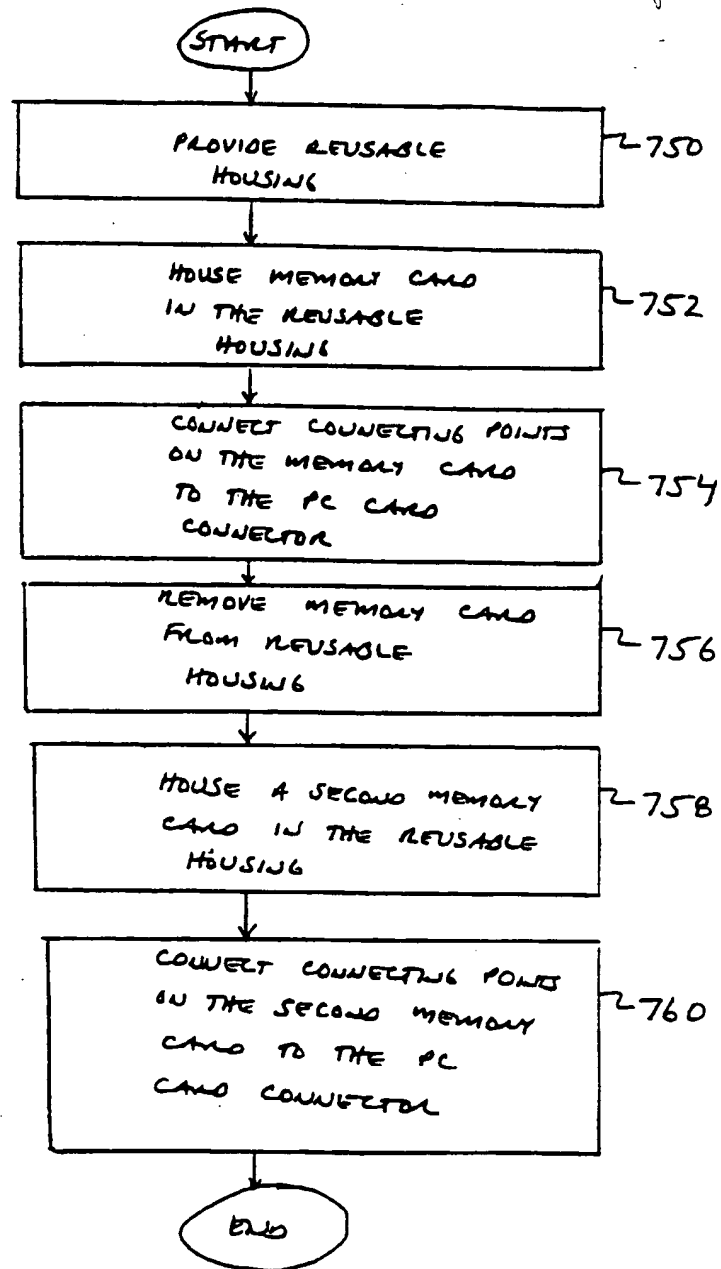 START
PROVIDE REUSABLE
HOUSING
750
HOUSE MEMORY CARD
IN THE REUSABLE
HOUSING
752
CONNECT CONNECTING POINTS
ON THE MEMORY CARD
TO THE PC CARD
CONNECTOR
754
REMOVE MEMORY CARD
FROM REUSABLE
HOUSING
756
HOUSE A SECOND MEMORY
CARD IN THE REUSABLE
HOUSING
758
CONNECT CONNECTING POINTS
ON THE SECOND MEMORY
CARD TO THE PC
CARD CONNECTOR
760
END